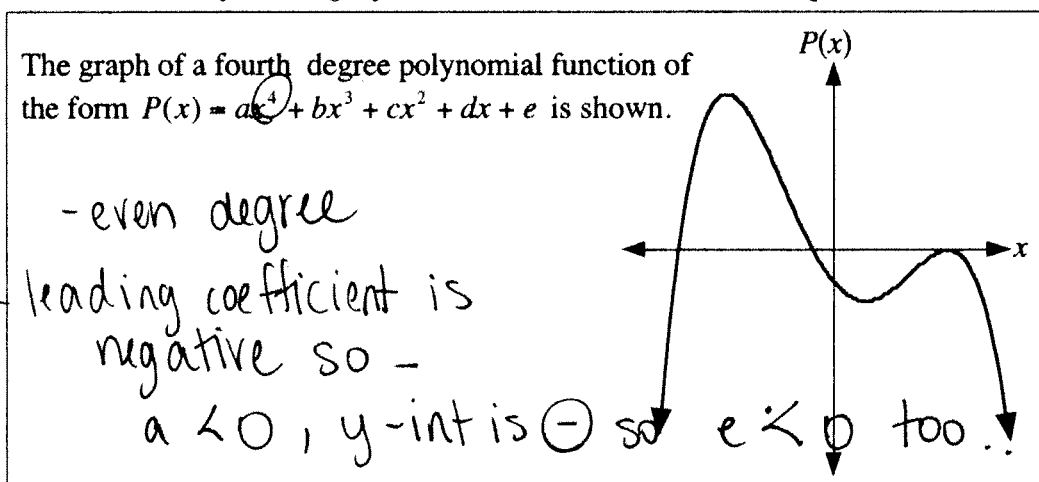 The graph of a fourth degree polynomial function of
the form P(x) = ax⁴ + bx³ + cx² + dx + e is shown.
P(x)
x
-even degree
leading coefficient is
negative so -
a < 0, y-int is ⊖ so e < 0 too..